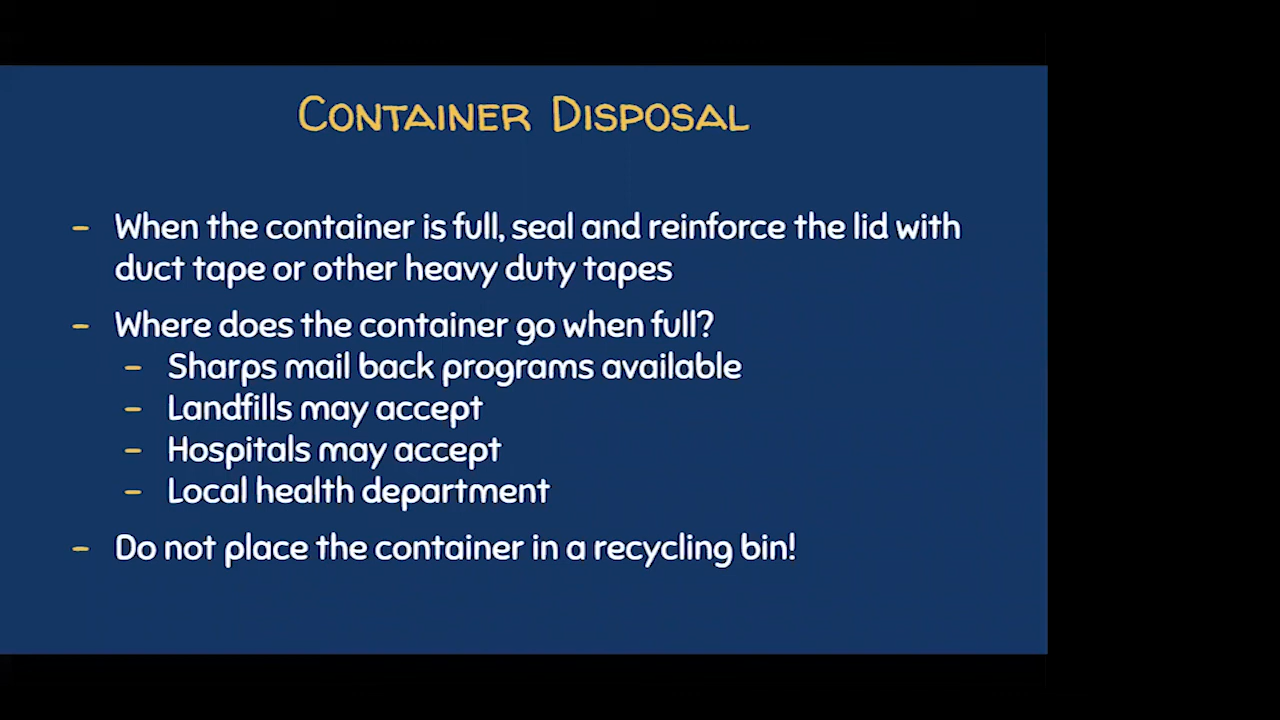 Container Disposal
- When the container is full, seal and reinforce the lid with
duct tape or other heavy duty tapes
- Where does the container go when full?
- Sharps mail back programs available
- Landfills may accept
- Hospitals may accept
- Local health department
- Do not place the container in a recycling bin!